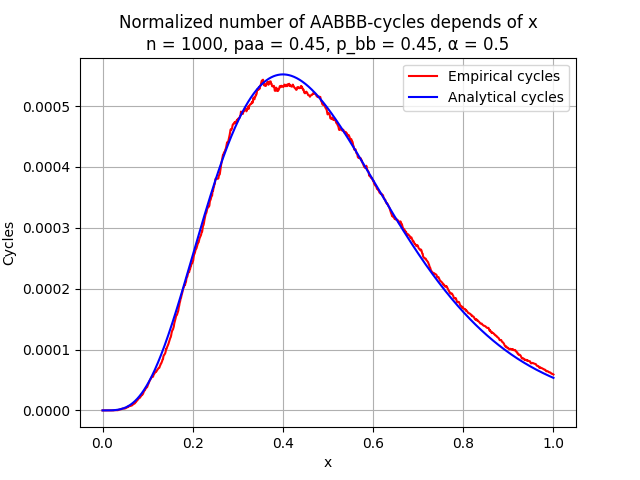 Normalized number of AABBB-cycles depends of x
n = 1000, paa = 0.45, p_bb = 0.45, α = 0.5
Empirical cycles
Analytical cycles
Cycles
0.0005
0.0004
0.0003
0.0002
0.0001
0.0000
0.0 0.2 0.4 0.6 0.8 1.0
x